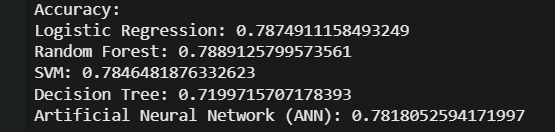 Accuracy:
Logistic Regression: 0.7874911158493249
Random Forest: 0.7889125799573561
SVM: 0.7846481876332623
Decision Tree: 0.7199715707178393
Artificial Neural Network (ANN): 0.7818052594171997